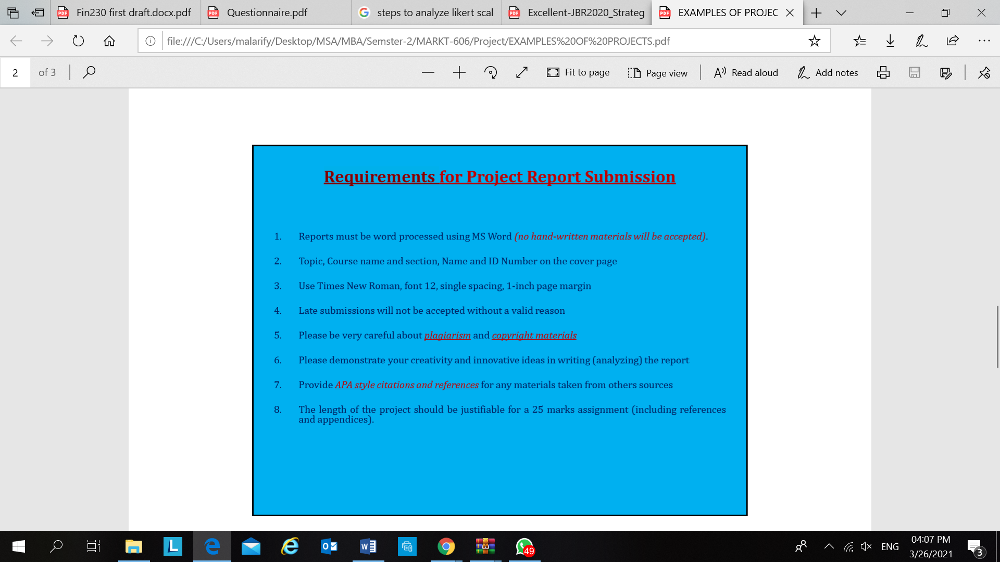 Fin230 first draft.docx.pdf
Questionnaire.pdf
steps to analyze likert scal
Excellent-JBR2020_Strateg
EXAMPLES OF PROJEC
file:///C:/Users/malarify/Desktop/MSA/MBA/Semster-2/MARKT-606/Project/EXAMPLES%20OF%20PROJECTS.pdf
2 of 3
Fit to page
Page view
Read aloud
Add notes
Requirements for Project Report Submission
1. Reports must be word processed using MS Word (no hand-written materials will be accepted).
2. Topic, Course name and section, Name and ID Number on the cover page
3. Use Times New Roman, font 12, single spacing, 1-inch page margin
4. Late submissions will not be accepted without a valid reason
5. Please be very careful about plagiarism and copyright materials
6. Please demonstrate your creativity and innovative ideas in writing (analyzing) the report
7. Provide APA style citations and references for any materials taken from others sources
8. The length of the project should be justifiable for a 25 marks assignment (including references
and appendices).
49
ENG
04:07 PM
3/26/2021
3